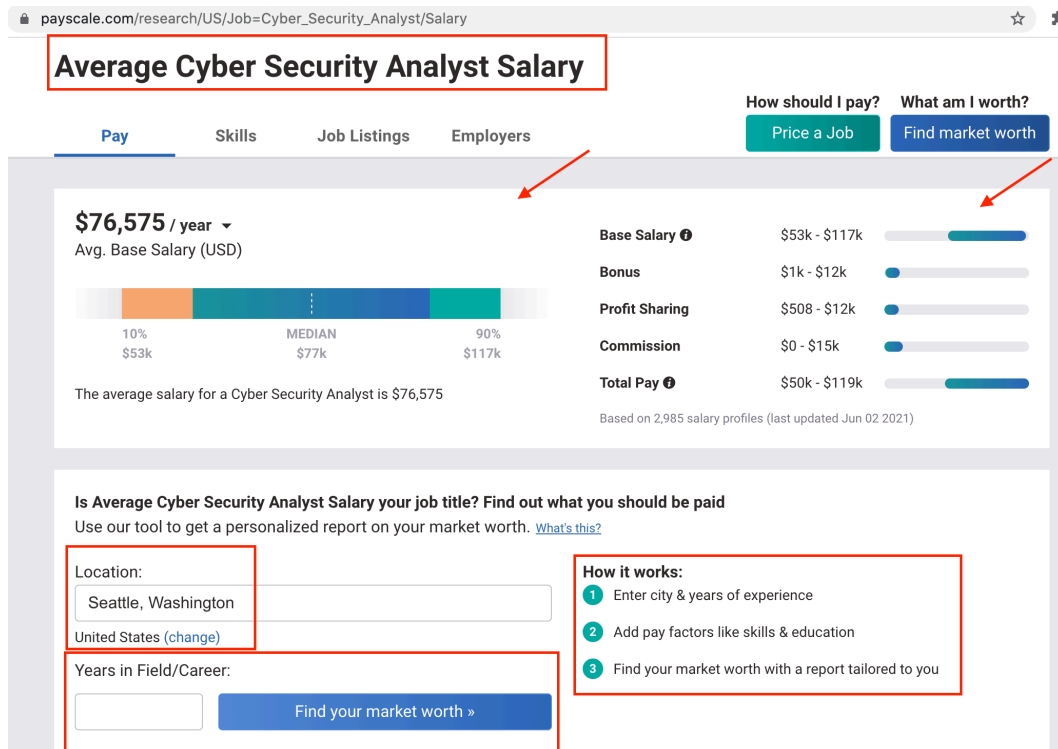 payscale.com/research/US/Job=Cyber_Security_Analyst/Salary
Average Cyber Security Analyst Salary
How should I pay? What am I worth?
Pay Skills Job Listings Employers Price a Job Find market worth
$76,575 / year
Avg. Base Salary (USD)
10% MEDIAN 90%
$53k $77k $117k
The average salary for a Cyber Security Analyst is $76,575
Base Salary $53k - $117k
Bonus $1k - $12k
Profit Sharing $508 - $12k
Commission $0 - $15k
Total Pay $50k - $119k
Based on 2,985 salary profiles (last updated Jun 02 2021)
Is Average Cyber Security Analyst Salary your job title? Find out what you should be paid
Use our tool to get a personalized report on your market worth. What's this?
Location:
Seattle, Washington
United States (change)
Years in Field/Career:
Find your market worth »
How it works:
1 Enter city & years of experience
2 Add pay factors like skills & education
3 Find your market worth with a report tailored to you